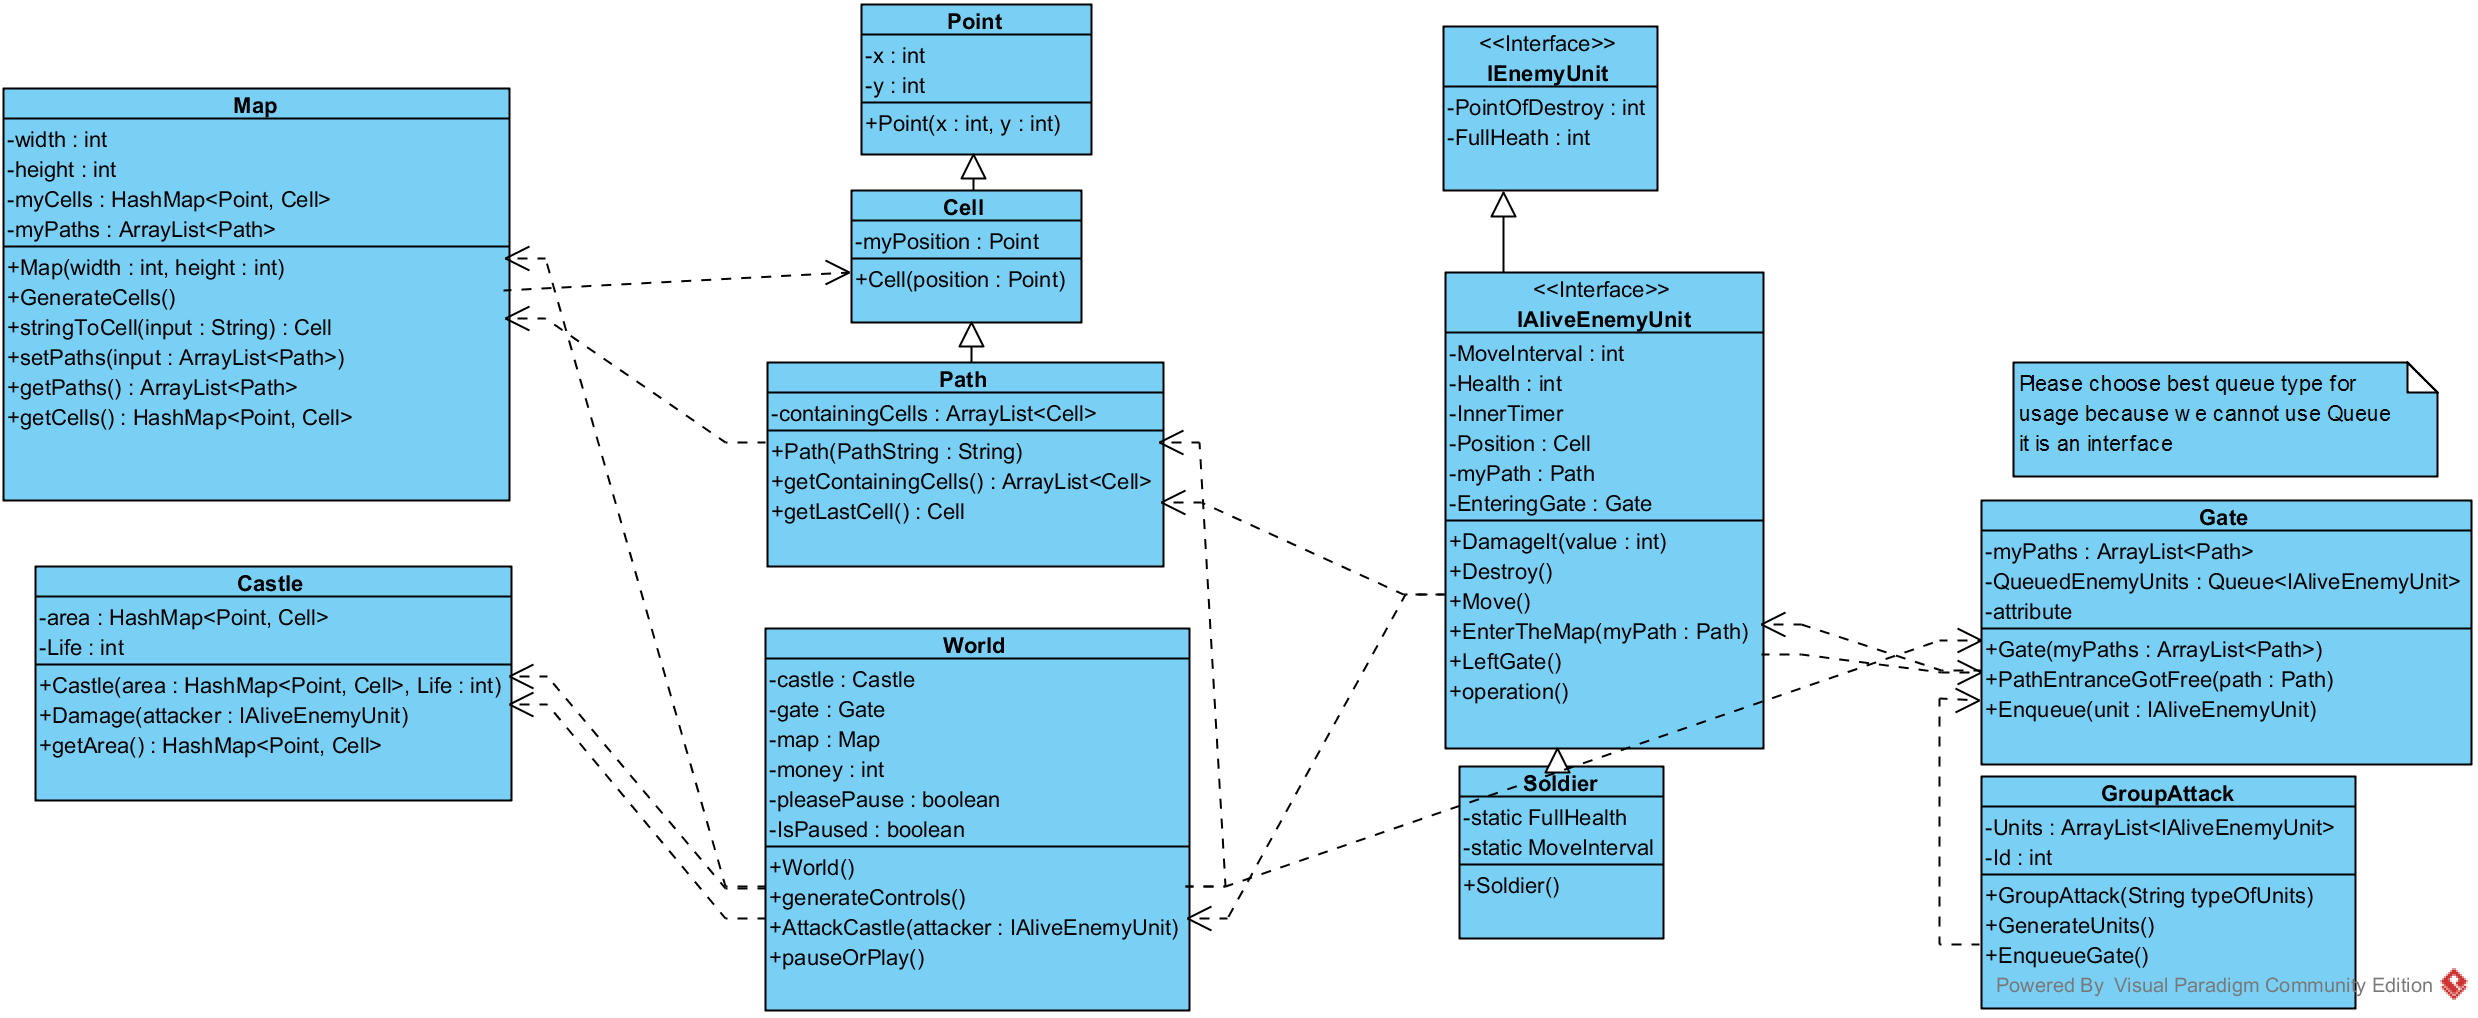 Map
-width : int
-height : int
-myCells : HashMap<Point, Cell>
-myPaths : ArrayList<Path>
+Map(width : int, height : int)
+GenerateCells()
+stringToCell(input : String) : Cell
+setPaths(input : ArrayList<Path>)
+getPaths() : ArrayList<Path>
+getCells() : HashMap<Point, Cell>
Castle
-area : HashMap<Point, Cell>
-Life : int
+Castle(area : HashMap<Point, Cell>, Life : int)
+Damage(attacker : IAliveEnemyUnit)
+getArea() : HashMap<Point, Cell>
Point
-x : int
-y : int
+Point(x : int, y : int)
Cell
-myPosition : Point
+Cell(position : Point)
Path
-containingCells : ArrayList<Cell>
+Path(PathString : String)
+getContainingCells() : ArrayList<Cell>
+getLastCell() : Cell
World
-castle : Castle
-gate : Gate
-map : Map
-money : int
-pleasePause : boolean
-IsPaused : boolean
+World()
+generateControls()
+AttackCastle(attacker : IAliveEnemyUnit)
+pauseOrPlay()
<<Interface>>
IEnemyUnit
-PointOfDestroy : int
-FullHeath : int
<<Interface>>
IAliveEnemyUnit
-MoveInterval : int
-Health : int
-InnerTimer
-Position : Cell
-myPath : Path
-EnteringGate : Gate
+DamageIt(value : int)
+Destroy()
+Move()
+EnterTheMap(myPath : Path)
+LeftGate()
+operation()
Soldier
-static FullHealth
-static MoveInterval
+Soldier()
Please choose best queue type for
usage because we cannot use Queue
it is an interface
Gate
-myPaths : ArrayList<Path>
-QueuedEnemyUnits : Queue<IAliveEnemyUnit>
-attribute
+Gate(myPaths : ArrayList<Path>)
+PathEntranceGotFree(path : Path)
+Enqueue(unit : IAliveEnemyUnit)
GroupAttack
-Units : ArrayList<IAliveEnemyUnit>
-Id : int
+GroupAttack(String typeOfUnits)
+GenerateUnits()
+EnqueueGate()
Powered By Visual Paradigm Community Edition